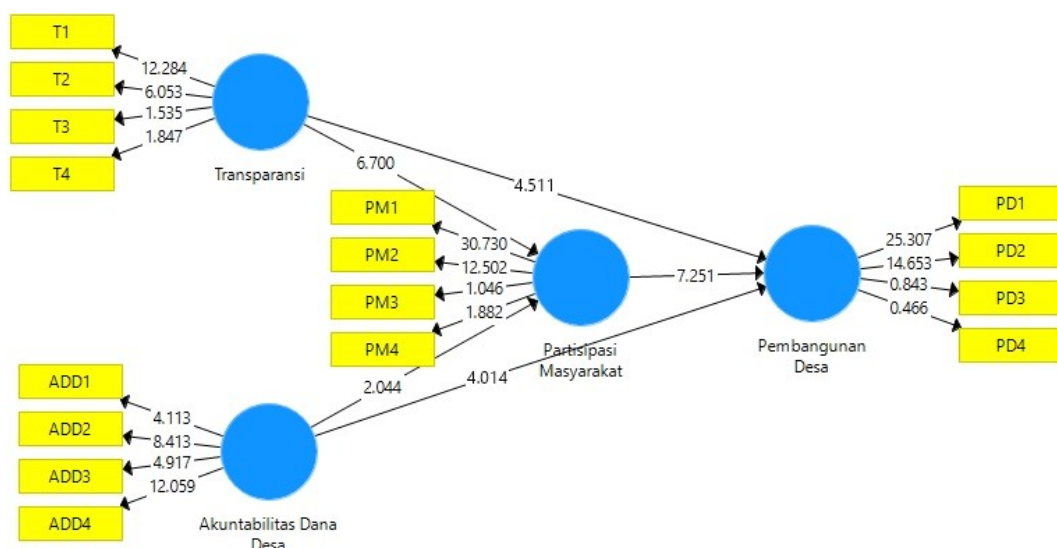 T1
T2
T3
T4
12.284
6.053
1.535
1.847
Transparansi
6.700
4.511
PM1
PM2
PM3
PM4
30.730
12.502
1.046
1.882
Partisipasi
Masyarakat
7.251
2.044
4.014
PD1
PD2
PD3
PD4
25.307
14.653
0.843
0.466
Pembangunan
Desa
ADD1
ADD2
ADD3
ADD4
4.113
8.413
4.917
12.059
Akuntabilitas Dana
Desa